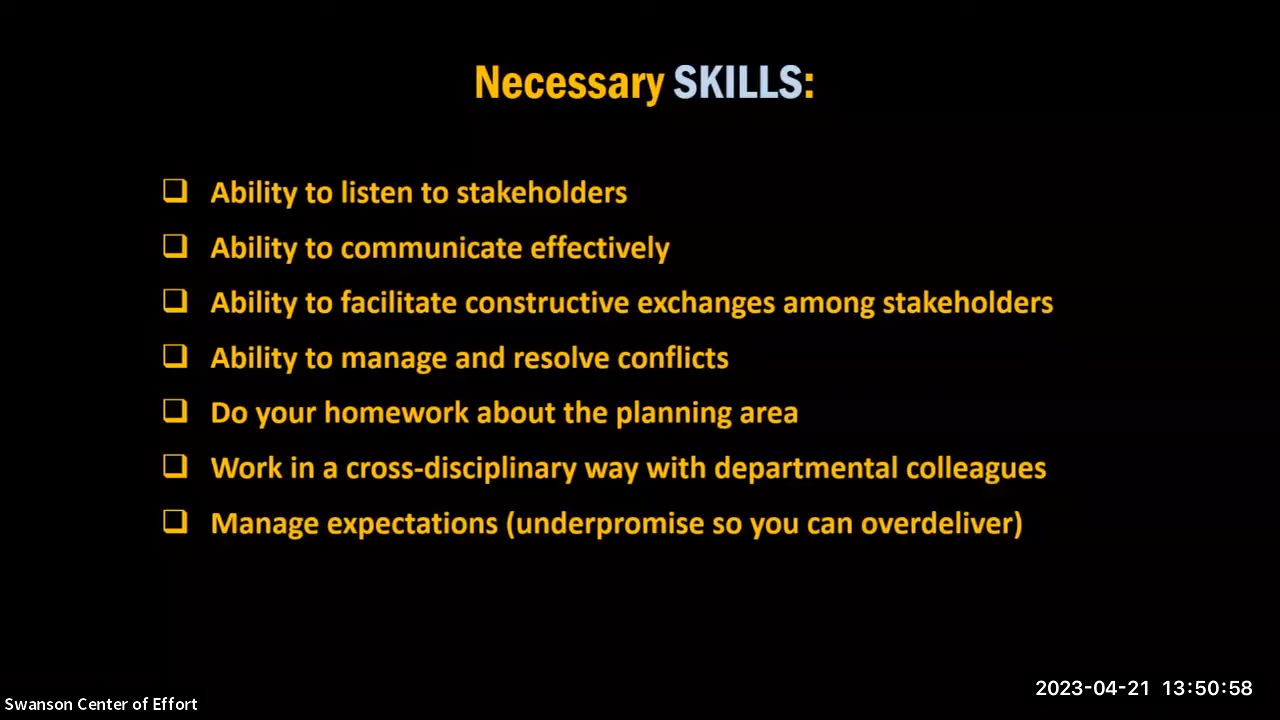 Necessary SKILLS:
❑ Ability to listen to stakeholders
❑ Ability to communicate effectively
❑ Ability to facilitate constructive exchanges among stakeholders
❑ Ability to manage and resolve conflicts
❑ Do your homework about the planning area
❑ Work in a cross-disciplinary way with departmental colleagues
❑ Manage expectations (underpromise so you can overdeliver)
2023-04-21 13:50:58
Swanson Center of Effort